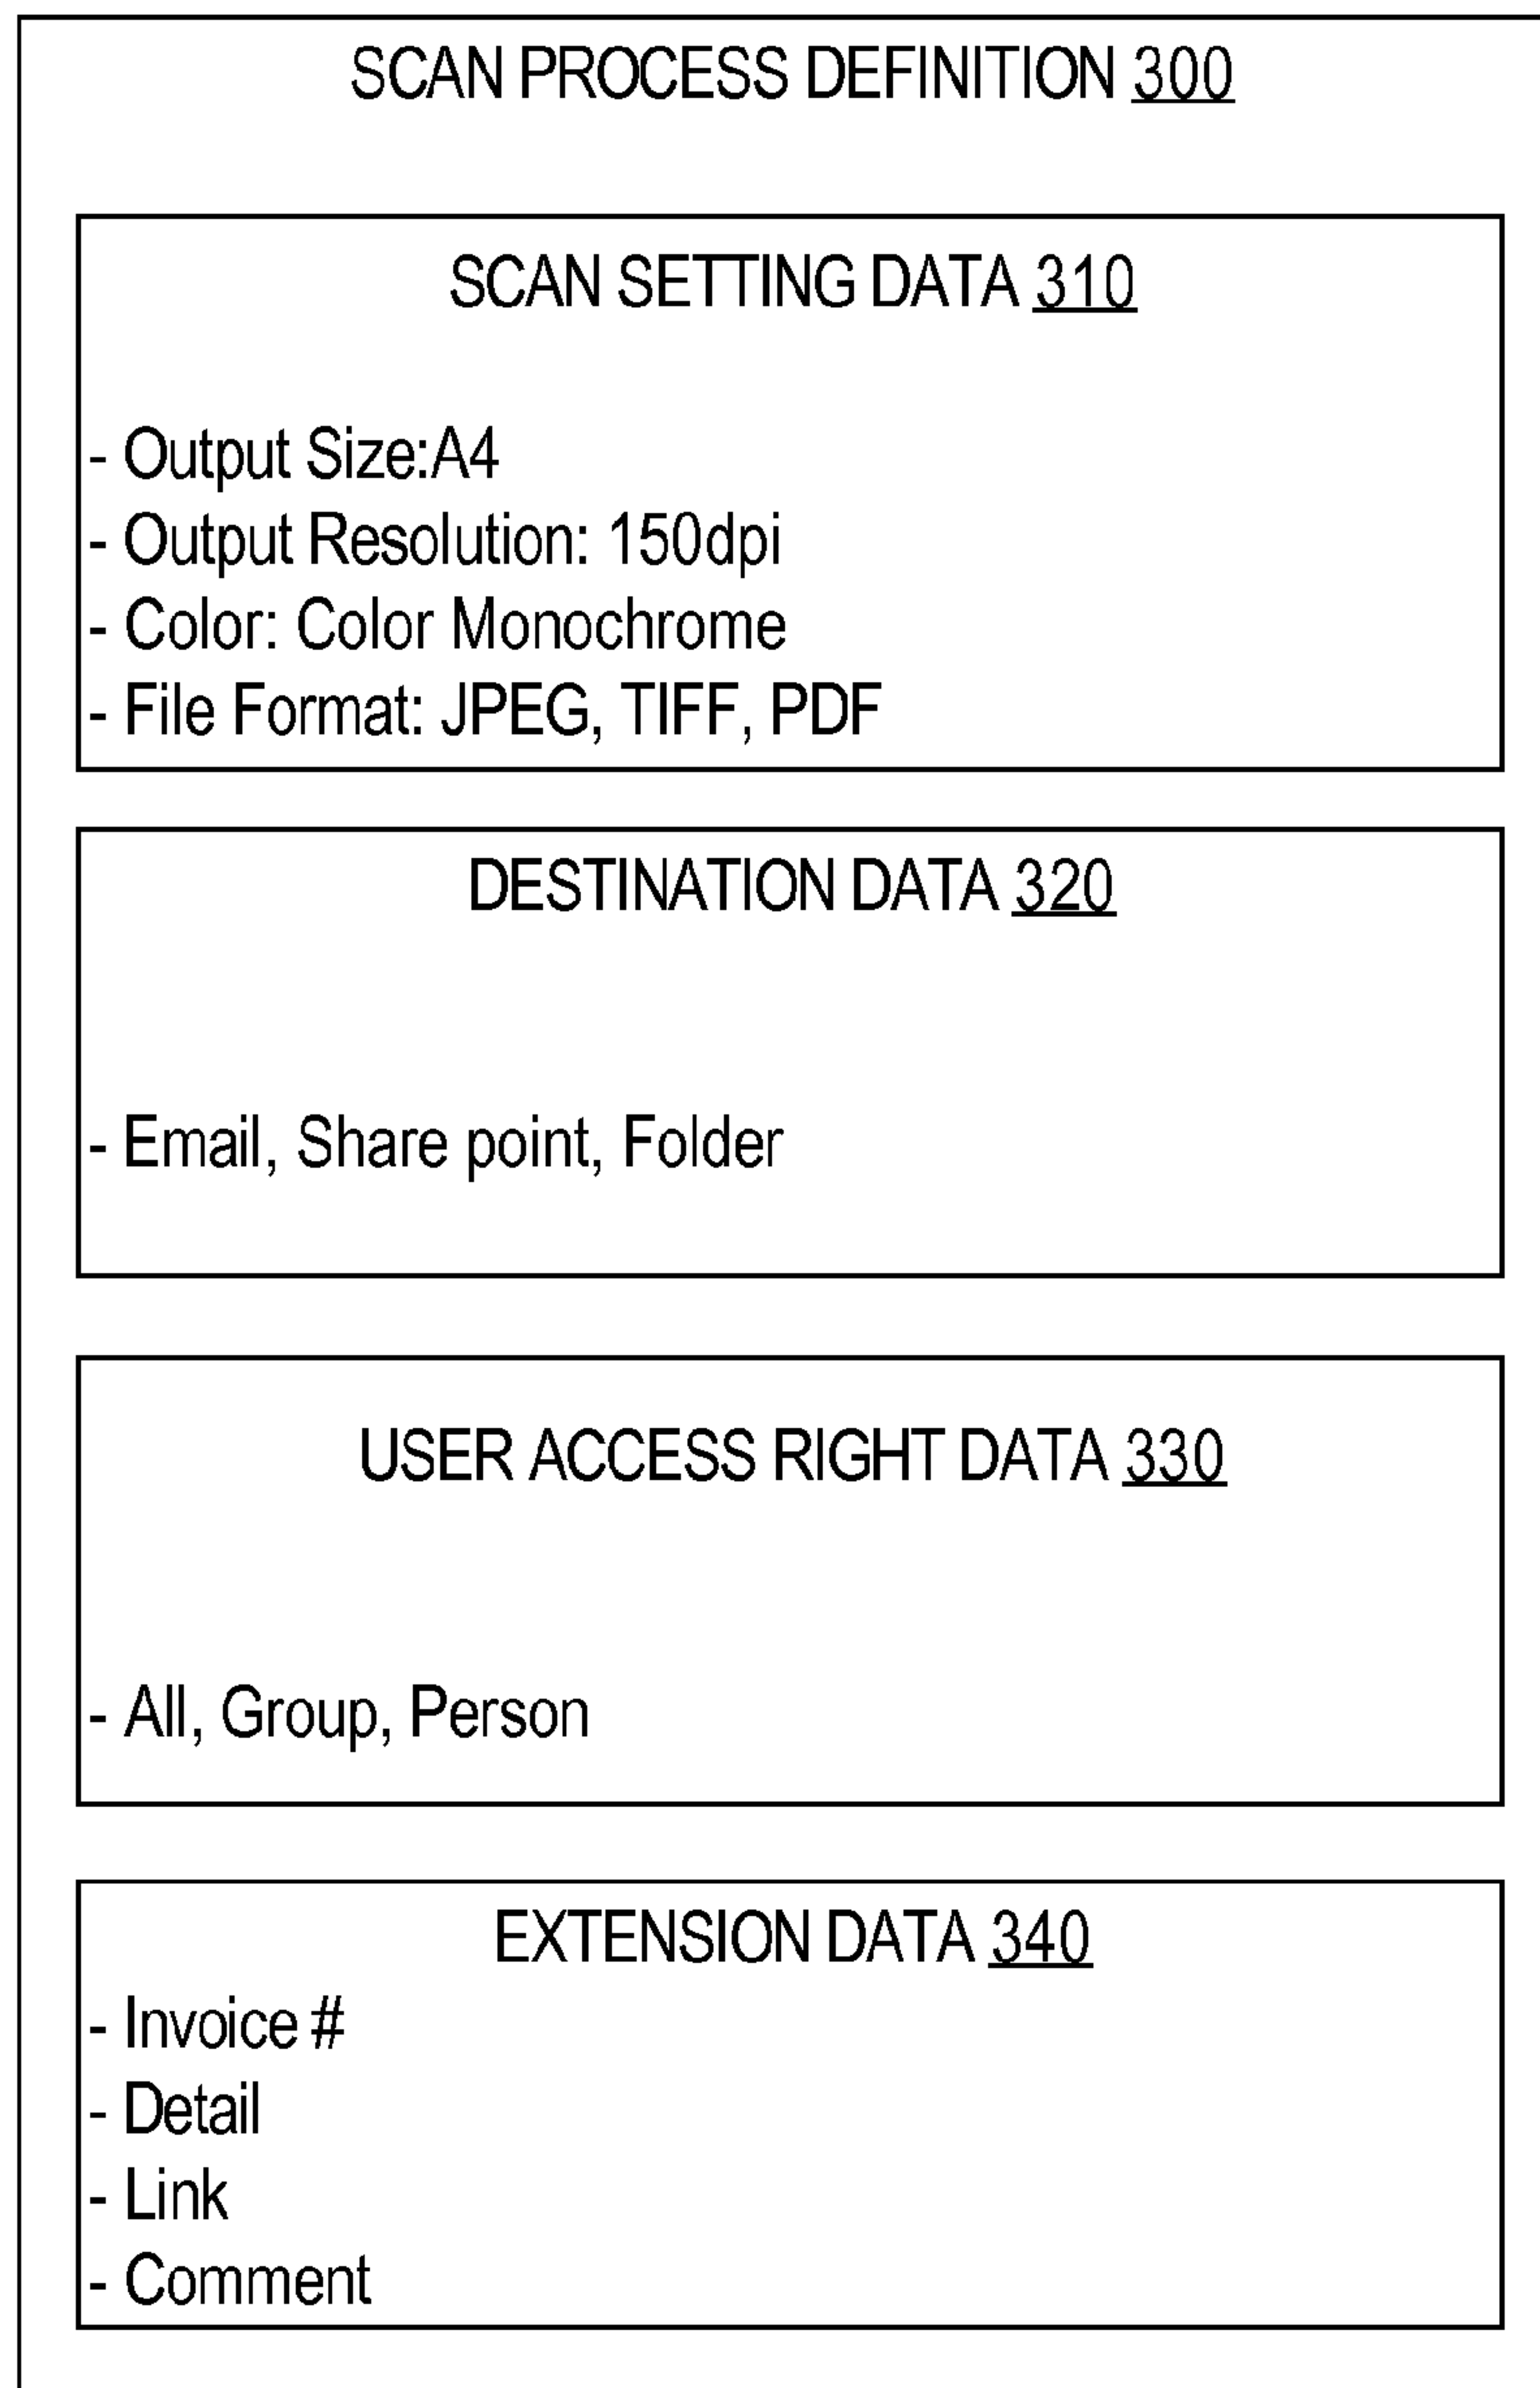 SCAN PROCESS DEFINITION 300
SCAN SETTING DATA 310
- Output Size:A4
- Output Resolution: 150dpi
- Color: Color Monochrome
- File Format: JPEG, TIFF, PDF
DESTINATION DATA 320
- Email, Share point, Folder
USER ACCESS RIGHT DATA 330
- All, Group, Person
EXTENSION DATA 340
- Invoice #
- Detail
- Link
- Comment